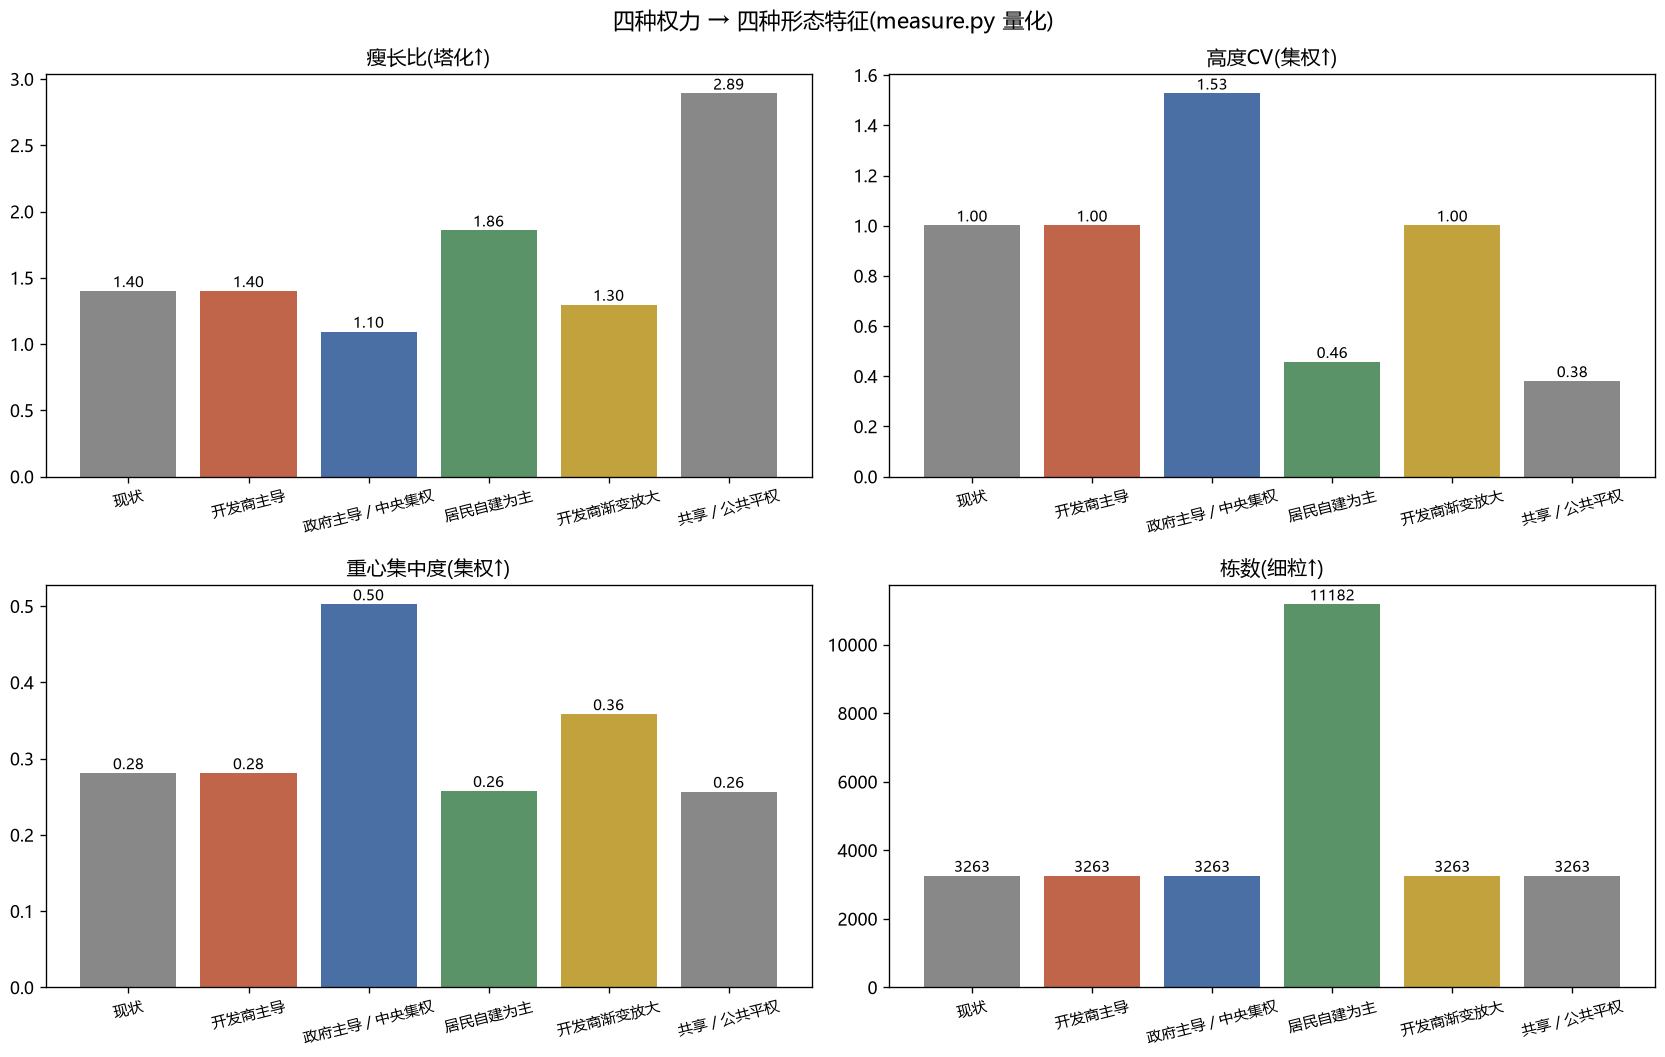 四种权力 → 四种形态特征(measure.py 量化)
瘦长比(塔化↑)
3.0
2.5
2.0
1.5
1.0
0.5
0.0
1.40
1.40
1.10
1.86
1.30
2.89
现状
开发商主导
政府主导 / 中央集权
居民自建为主
开发商渐变放大
共享 / 公共平权
高度CV(集权↑)
1.6
1.4
1.2
1.0
0.8
0.6
0.4
0.2
0.0
1.00
1.00
1.53
0.46
1.00
0.38
现状
开发商主导
政府主导 / 中央集权
居民自建为主
开发商渐变放大
共享 / 公共平权
重心集中度(集权↑)
0.5
0.4
0.3
0.2
0.1
0.0
0.28
0.28
0.50
0.26
0.36
0.26
现状
开发商主导
政府主导 / 中央集权
居民自建为主
开发商渐变放大
共享 / 公共平权
栋数(细粒↑)
10000
8000
6000
4000
2000
0
3263
3263
3263
11182
3263
3263
现状
开发商主导
政府主导 / 中央集权
居民自建为主
开发商渐变放大
共享 / 公共平权